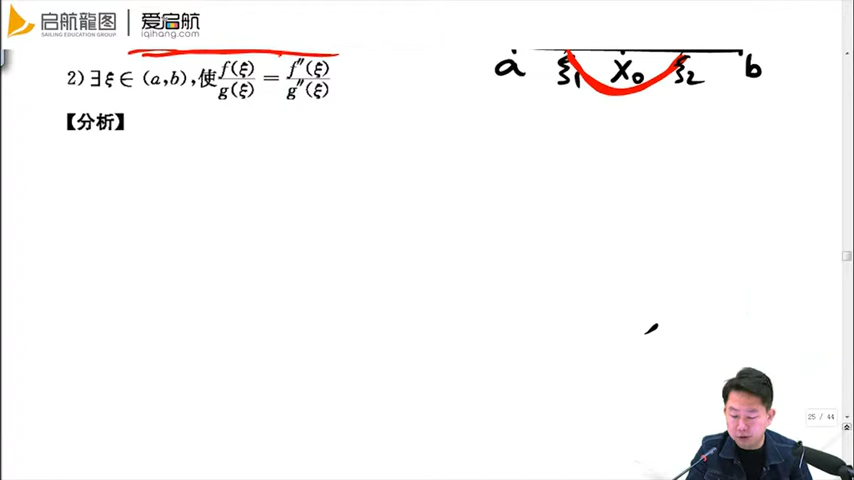 启航龍图 爱启航
SAILING EDUCATION GROUP iqihang.com
a ξ1 x0 ξ2 b
2) ∃ ξ ∈ (a,b), 使 f(ξ)/g(ξ) = f″(ξ)/g″(ξ)
【分析】
25 / 44